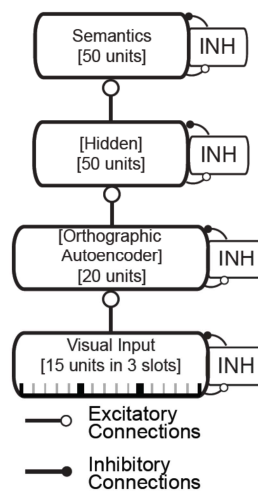 Semantics
[50 units]
INH
[Hidden]
[50 units]
INH
[Orthographic
Autoencoder]
[20 units]
INH
Visual Input
[15 units in 3 slots]
INH
Excitatory
Connections
Inhibitory
Connections